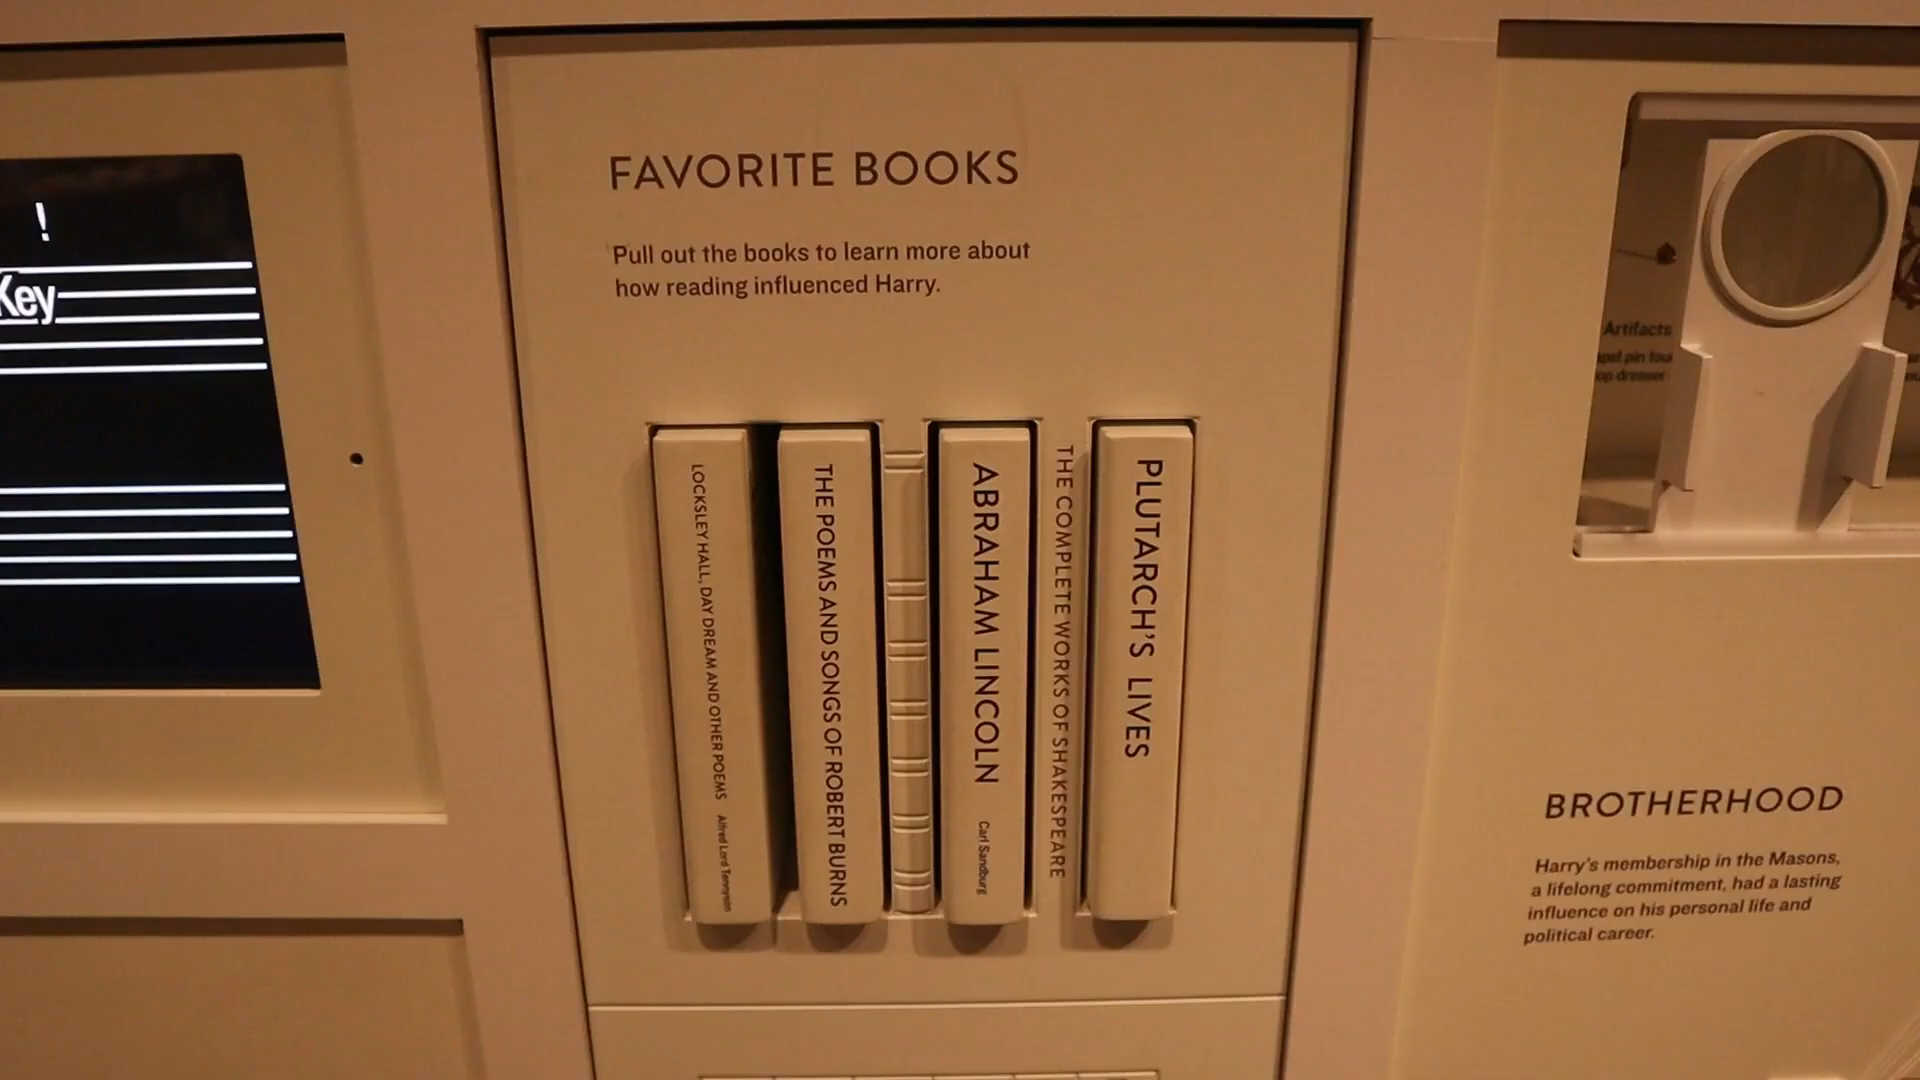 !
Key
FAVORITE BOOKS
Pull out the books to learn more about
how reading influenced Harry.
LOCKSLEY HALL, DAY DREAM AND OTHER POEMS Alfred Lord Tennyson
THE POEMS AND SONGS OF ROBERT BURNS
ABRAHAM LINCOLN Carl Sandburg
THE COMPLETE WORKS OF SHAKESPEARE
PLUTARCH'S LIVES
Artifacts
BROTHERHOOD
Harry's membership in the Masons,
a lifelong commitment, had a lasting
influence on his personal life and
political career.